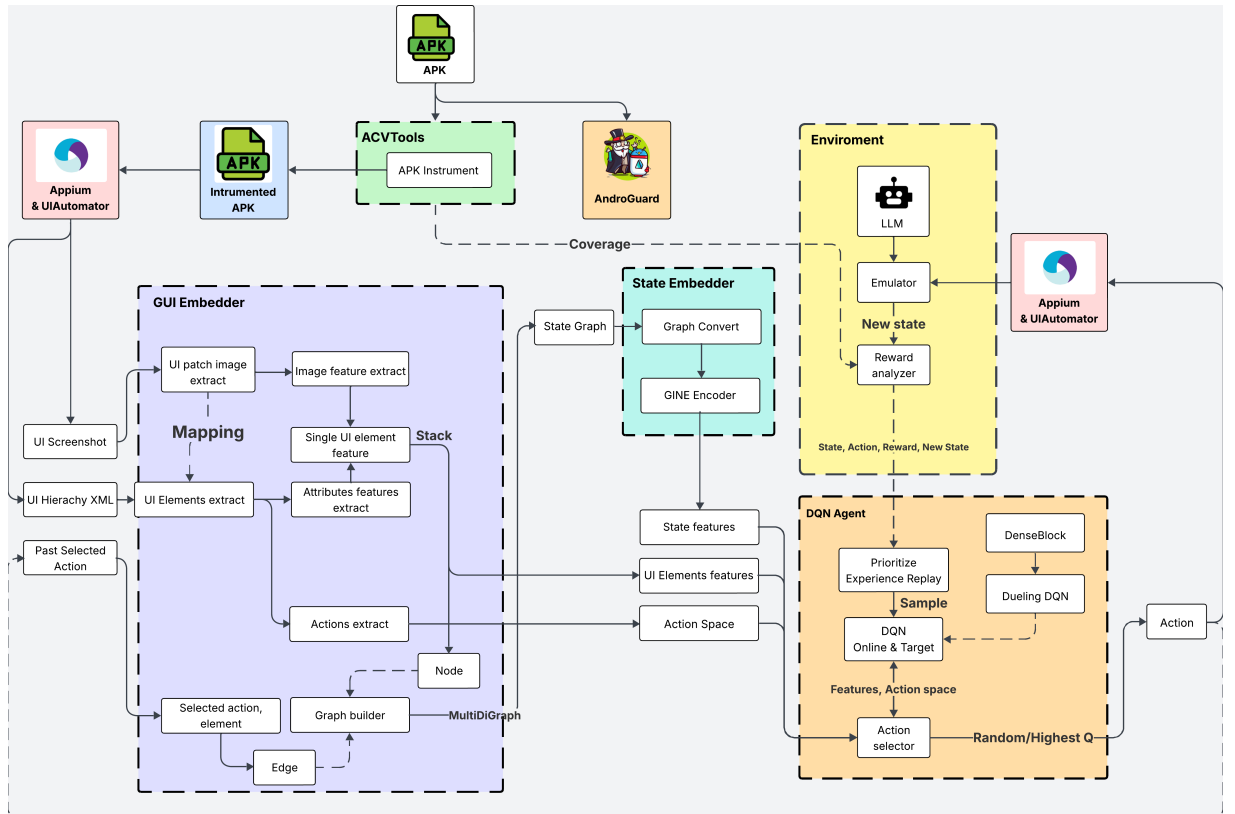 APK
APK
ACVTools
APK Instrument
APK
Intrumented
APK
Appium
& UIAutomator
AndroGuard
Coverage
Enviroment
LLM
Emulator
New state
Reward
analyzer
State, Action, Reward, New State
Appium
& UIAutomator
GUI Embedder
UI patch image
extract
Image feature extract
Mapping
Single UI element
feature
Stack
UI Screenshot
UI Hierachy XML
UI Elements extract
Attributes features
extract
Past Selected
Action
Actions extract
Node
Selected action,
element
Graph builder
MultiDiGraph
Edge
State Graph
State Embedder
Graph Convert
GINE Encoder
State features
UI Elements features
Action Space
DQN Agent
DenseBlock
Prioritize
Experience Replay
Dueling DQN
Sample
DQN
Online & Target
Features, Action space
Action
selector
Random/Highest Q
Action